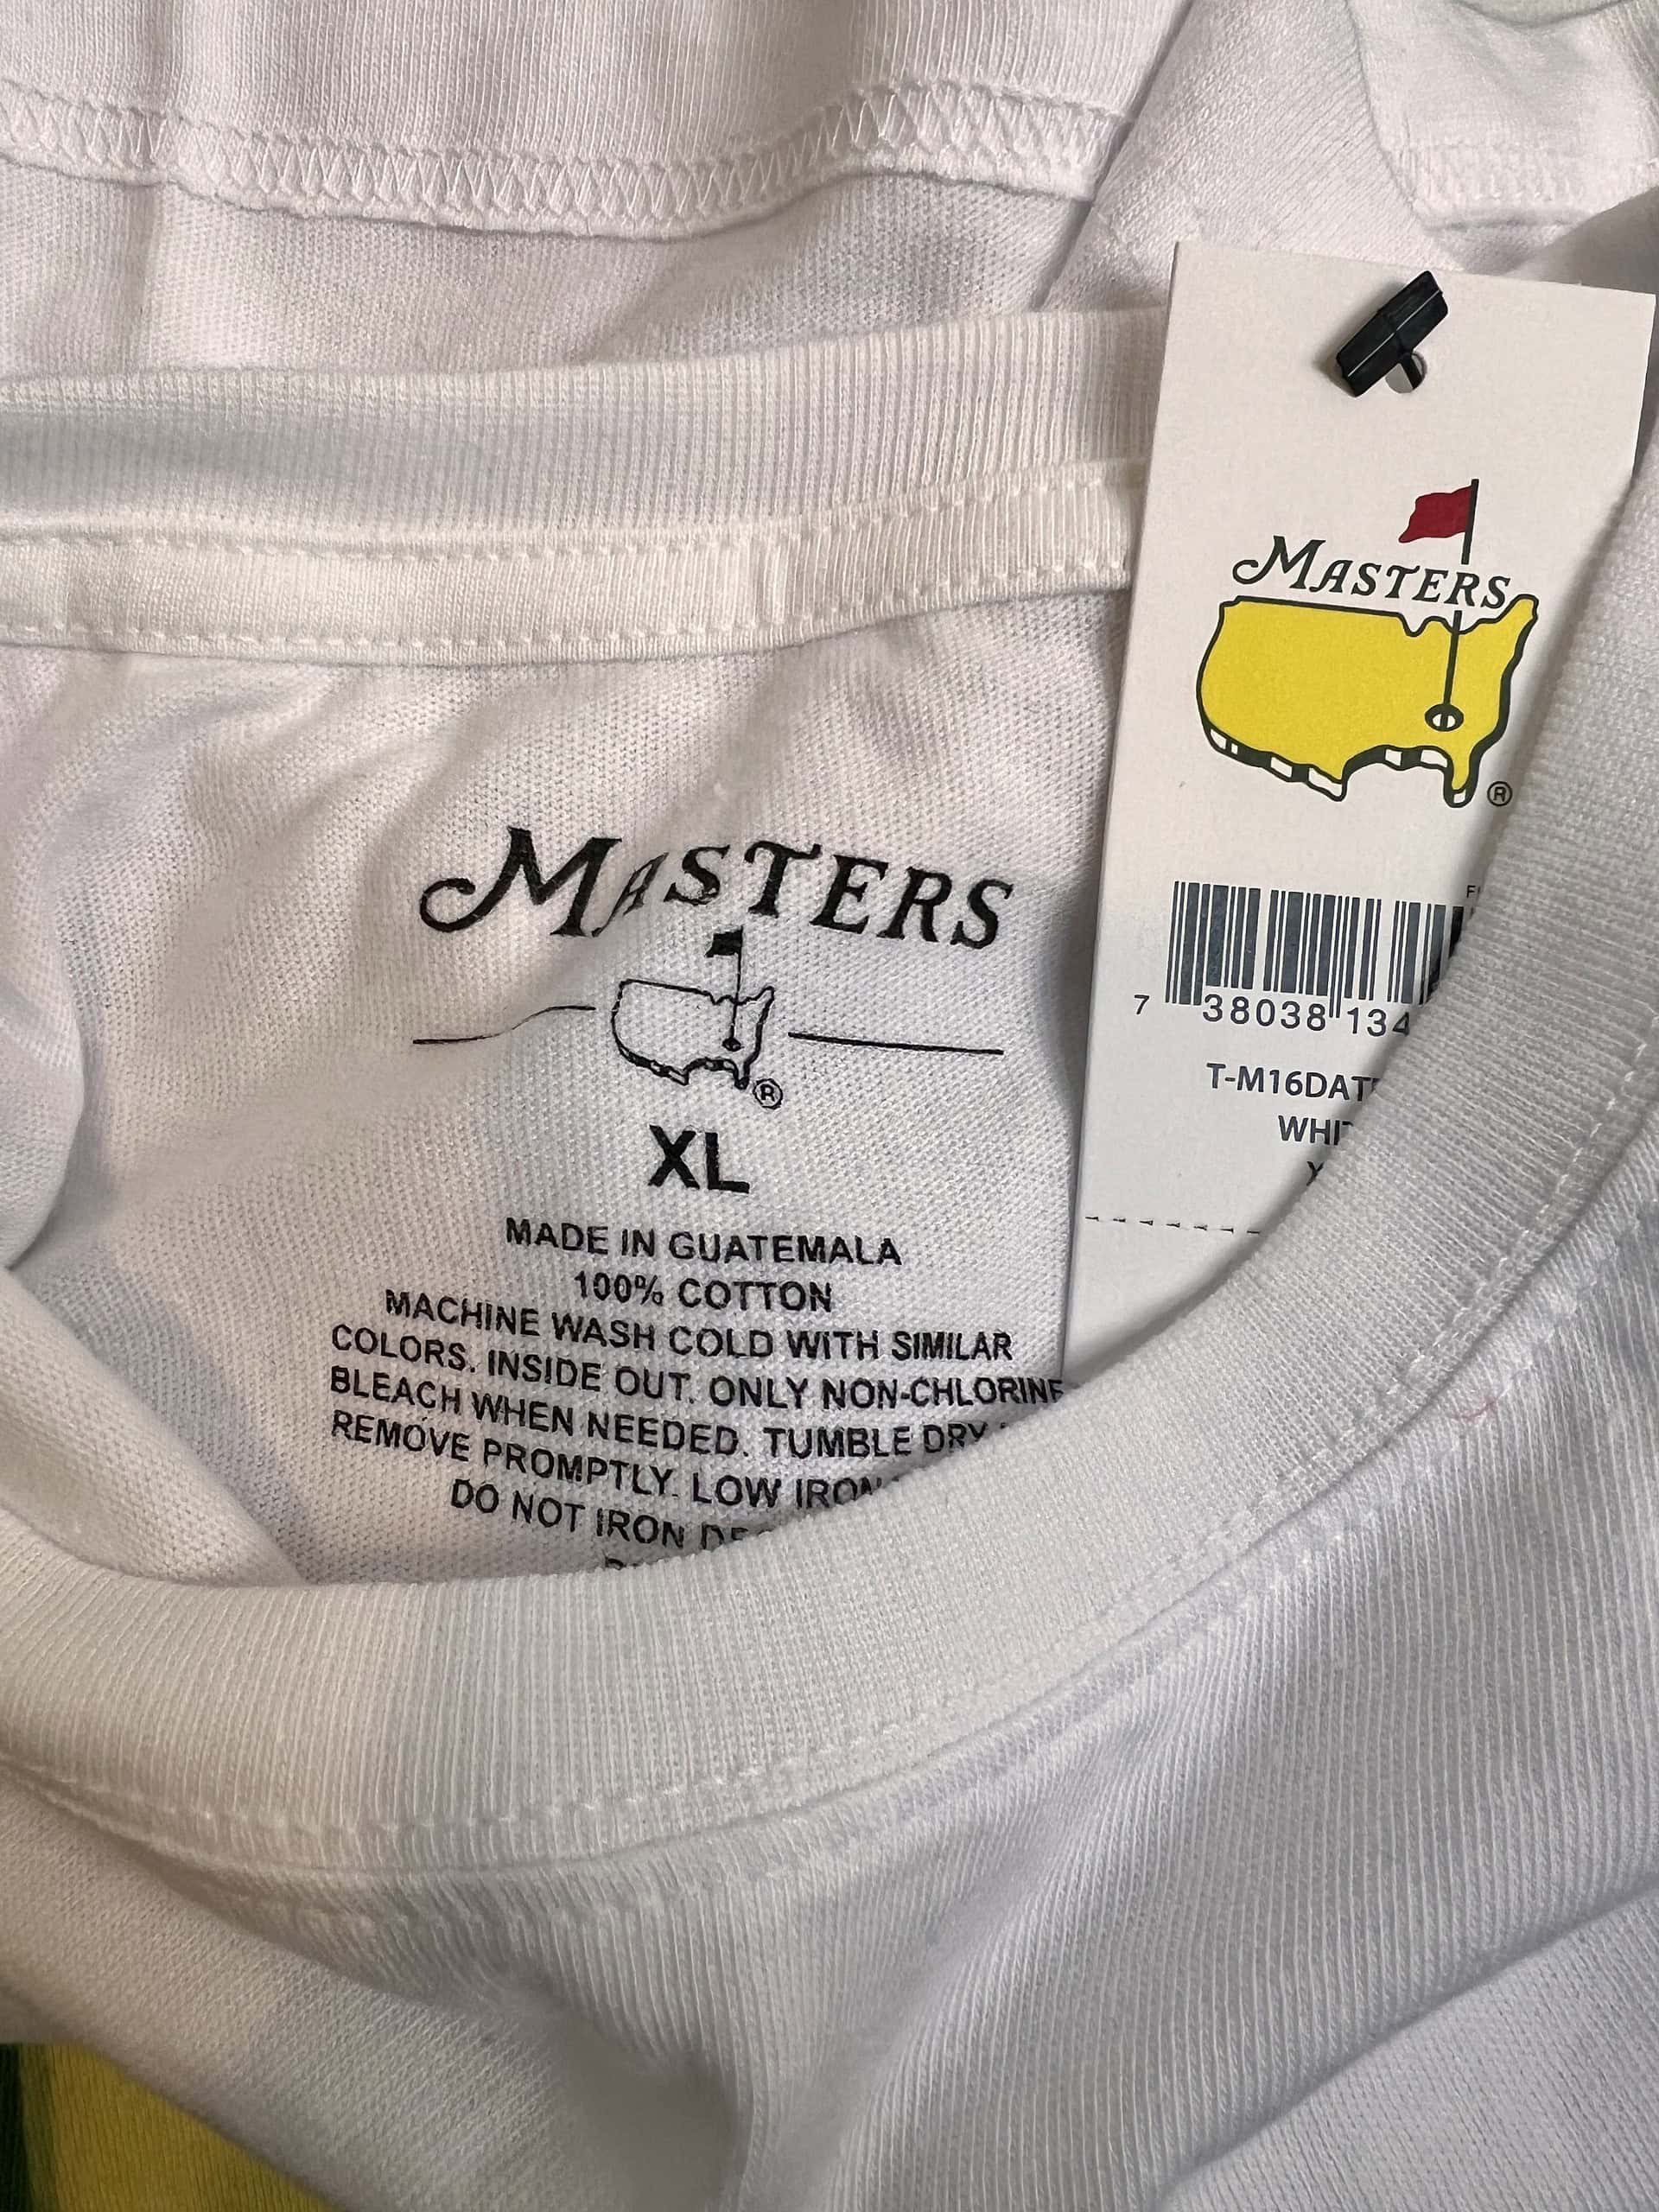 MASTERS
®
XL
MADE IN GUATEMALA
100% COTTON
MACHINE WASH COLD WITH SIMILAR
COLORS. INSIDE OUT. ONLY NON-CHLORINE
BLEACH WHEN NEEDED. TUMBLE DRY
REMOVE PROMPTLY. LOW IRON
DO NOT IRON
MASTERS
®
7 38038 134
T-M16DAT